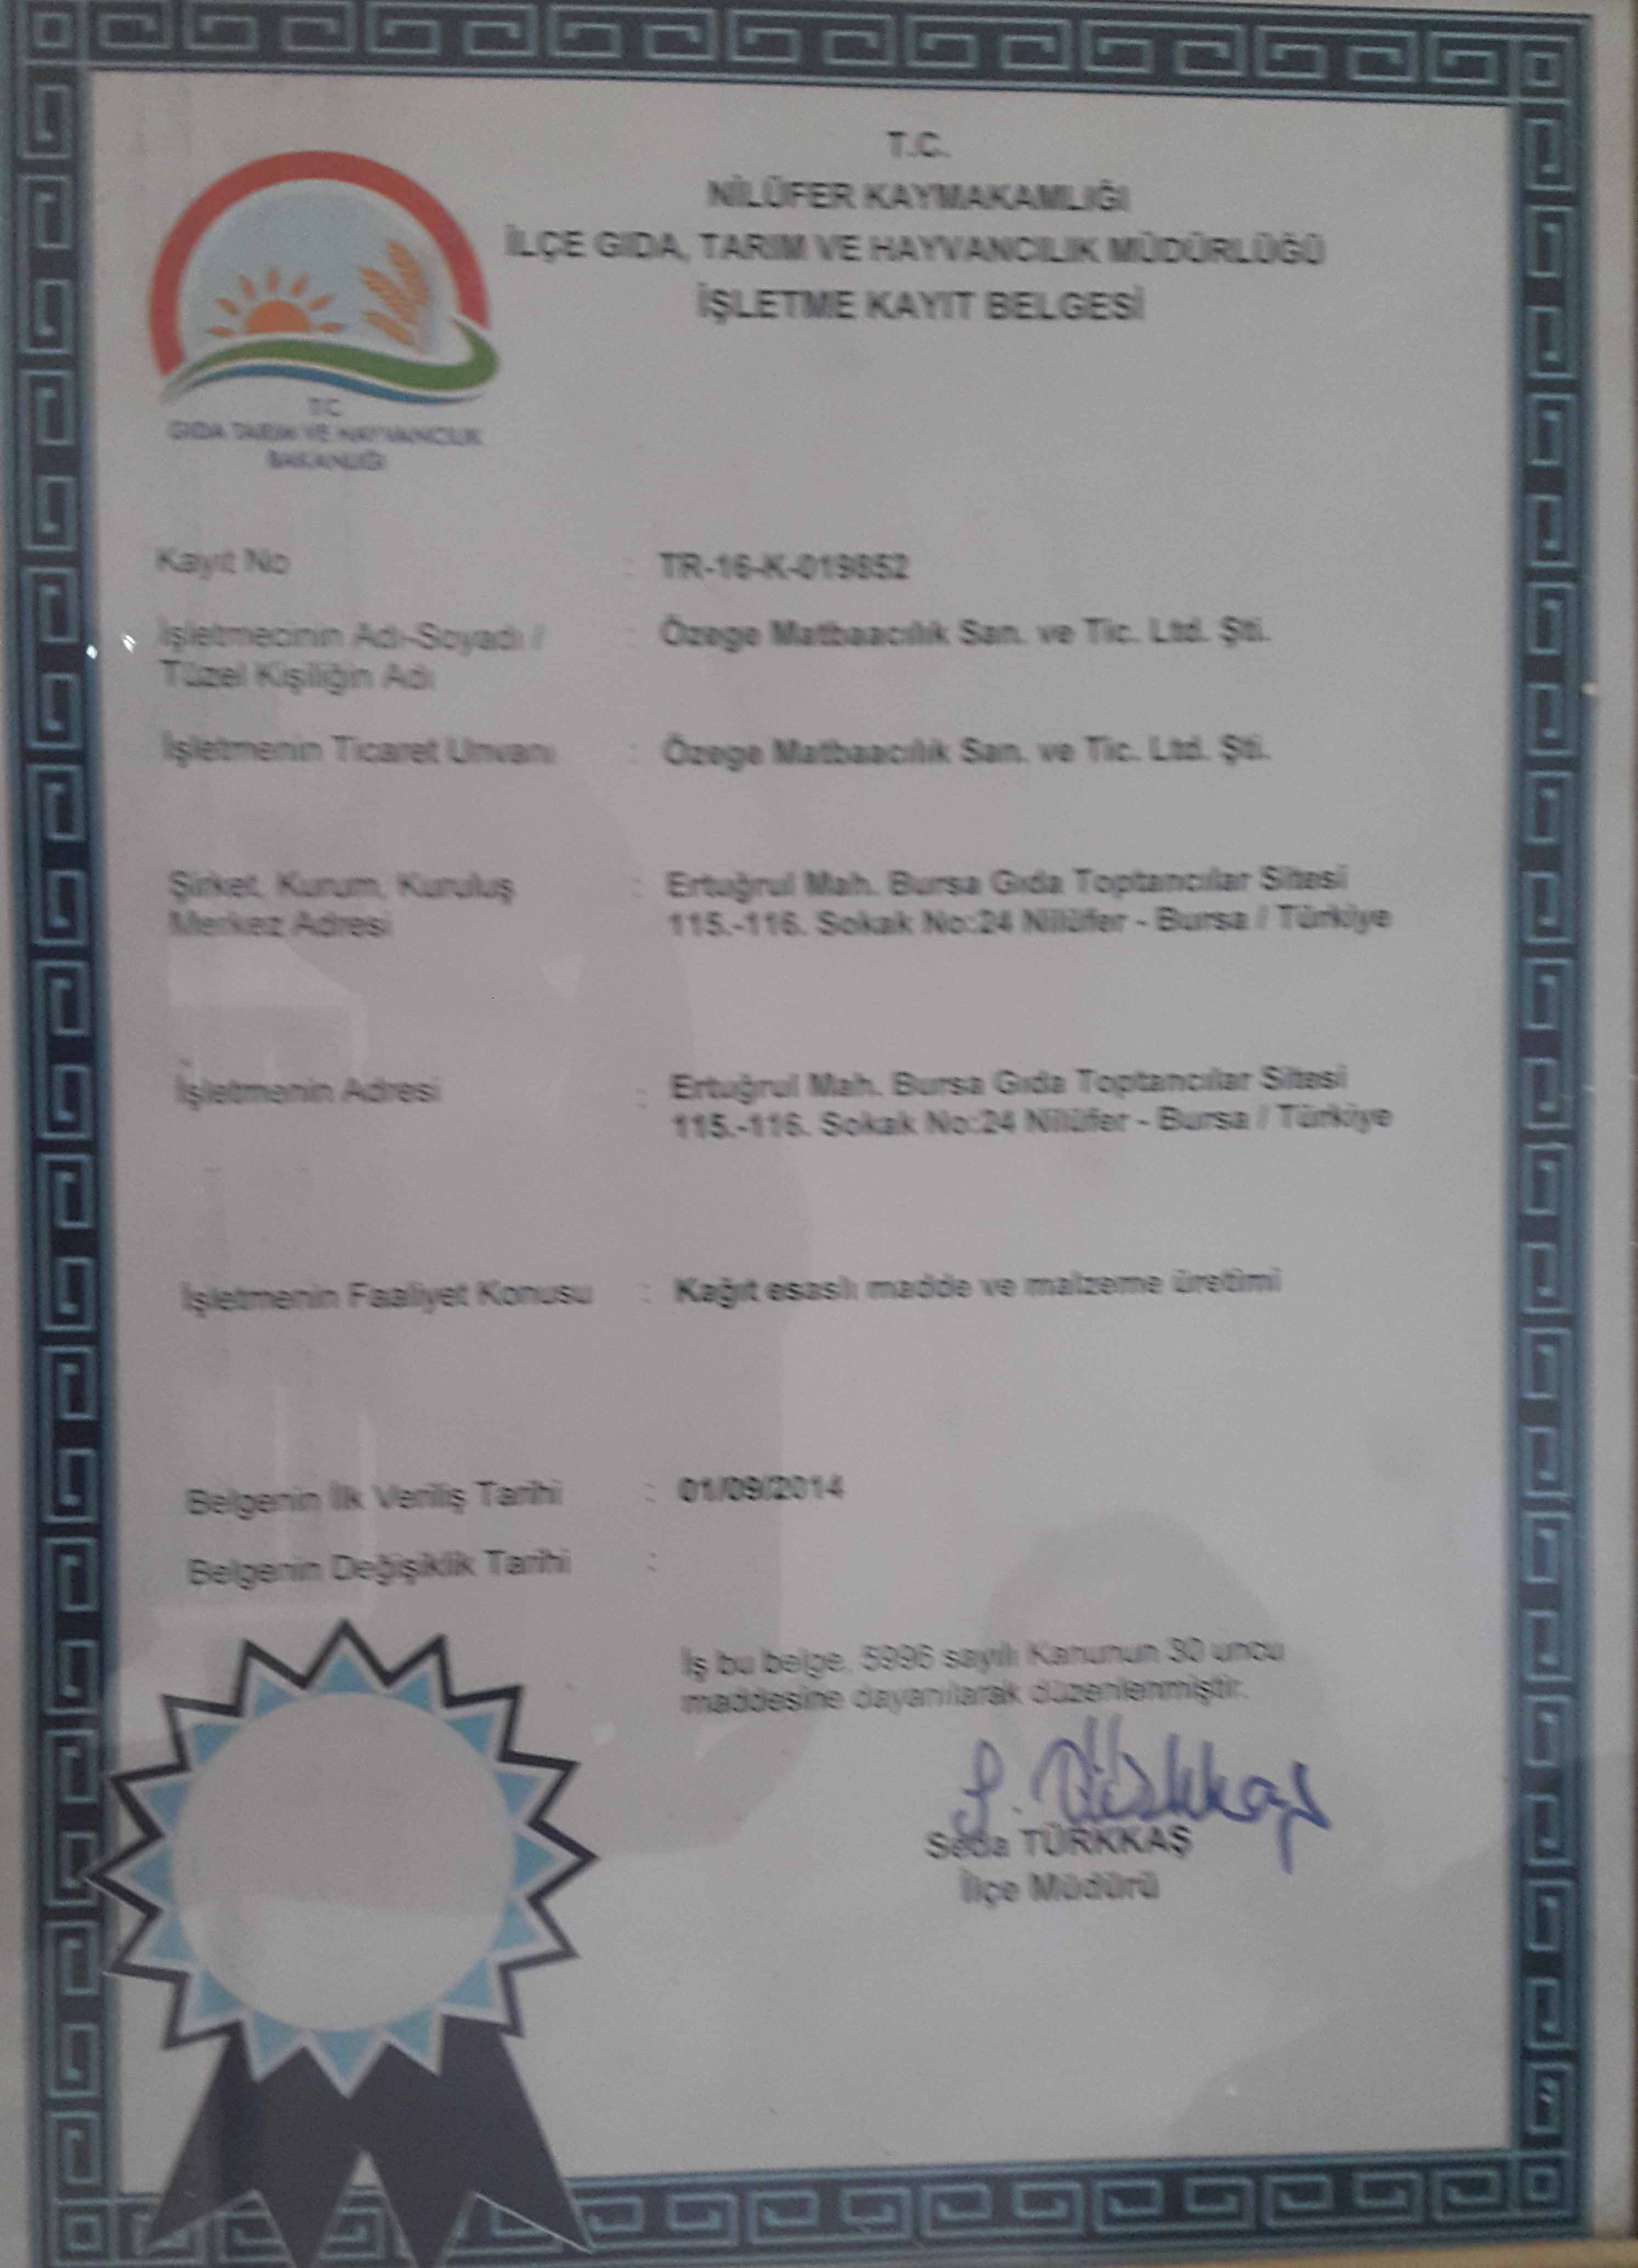 T.C.
NİLÜFER KAYMAKAMLIĞI
İLÇE GIDA, TARIM VE HAYVANCILIK MÜDÜRLÜĞÜ
İŞLETME KAYIT BELGESİ
T.C.
GIDA TARIM VE HAYVANCILIK
BAKANLIĞI
Kayıt No : TR-16-K-019852
İşletmecinin Adı-Soyadı / : Özege Matbaacılık San. ve Tic. Ltd. Şti.
Tüzel Kişiliğin Adı
İşletmenin Ticaret Unvanı : Özege Matbaacılık San. ve Tic. Ltd. Şti.
Şirket, Kurum, Kuruluş : Ertuğrul Mah. Bursa Gıda Toptancılar Sitesi
Merkez Adresi 115.-116. Sokak No:24 Nilüfer - Bursa / Türkiye
İşletmenin Adresi : Ertuğrul Mah. Bursa Gıda Toptancılar Sitesi
115.-116. Sokak No:24 Nilüfer - Bursa / Türkiye
İşletmenin Faaliyet Konusu : Kağıt esaslı madde ve malzeme üretimi
Belgenin İlk Veriliş Tarihi : 01/09/2014
Belgenin Değişiklik Tarihi :
İş bu belge, 5996 sayılı Kanunun 30 uncu
maddesine dayanılarak düzenlenmiştir.
S. Türkkaş
Seda TÜRKKAŞ
İlçe Müdürü